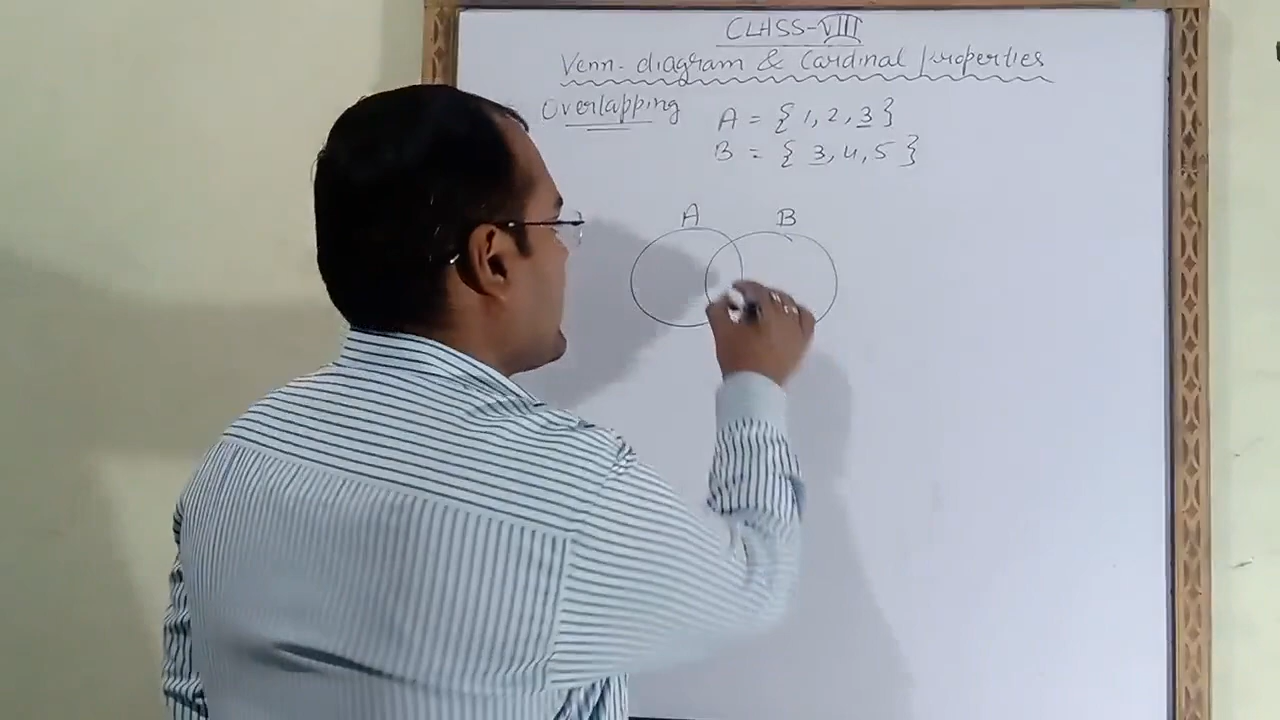 CLASS-VIII
Venn-diagram & Cardinal properties
Overlapping
A = { 1, 2, 3 }
B = { 3, 4, 5 }
A B